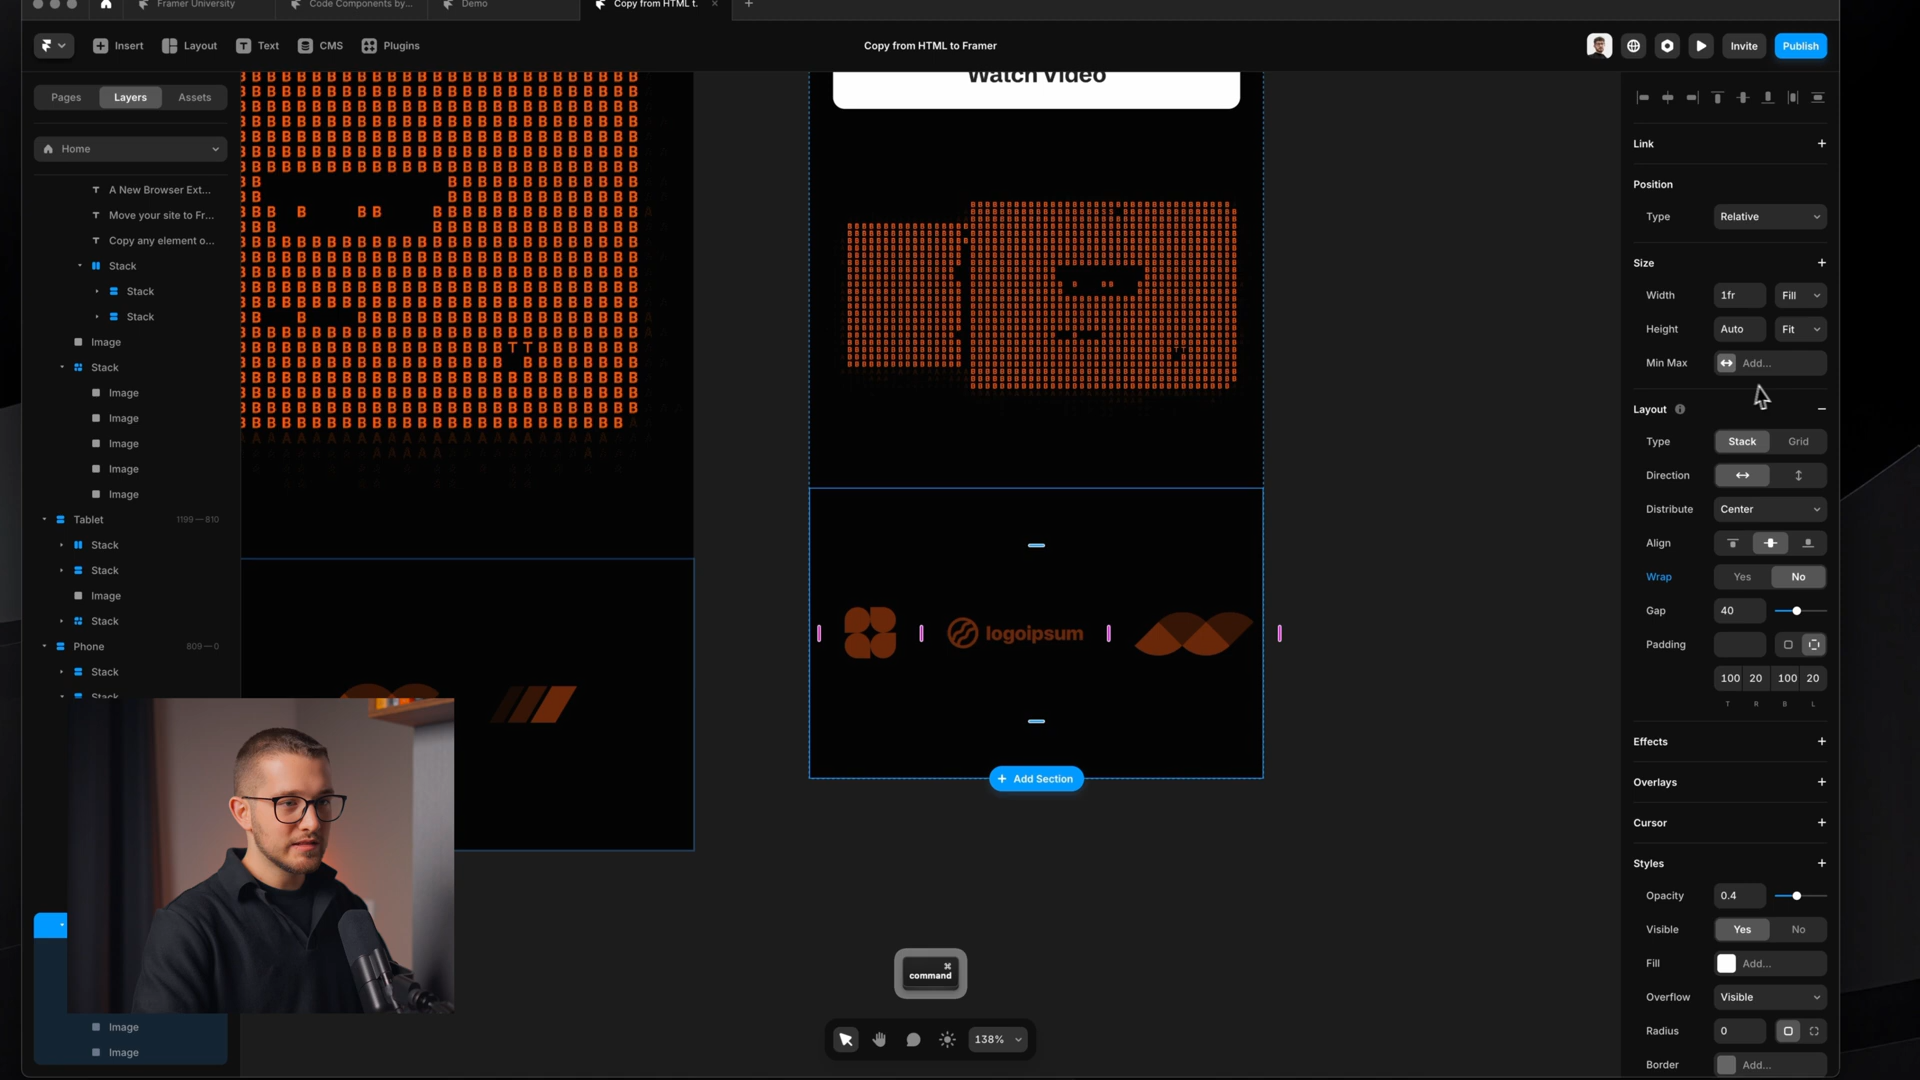 Framer University
Code Components by...
Demo
Copy from HTML t.
Insert
Layout
Text
CMS
Plugins
Copy from HTML to Framer
Invite
Publish
Pages
Layers
Assets
Home
A New Browser Ext...
Move your site to Fr...
Copy any element o...
Stack
Stack
Stack
Image
Stack
Image
Image
Image
Image
Image
Tablet
1199—810
Stack
Stack
Image
Stack
Phone
809—0
Stack
Stack
Image
Image
Watch Video
logoipsum
Add Section
command
138%
Link
Position
Type
Relative
Size
Width
1fr
Fill
Height
Auto
Fit
Min Max
Add...
Layout
Type
Stack
Grid
Direction
Distribute
Center
Align
Wrap
Yes
No
Gap
40
Padding
100 20 100 20
T R B L
Effects
Overlays
Cursor
Styles
Opacity
0.4
Visible
Yes
No
Fill
Add...
Overflow
Visible
Radius
0
Border
Add...